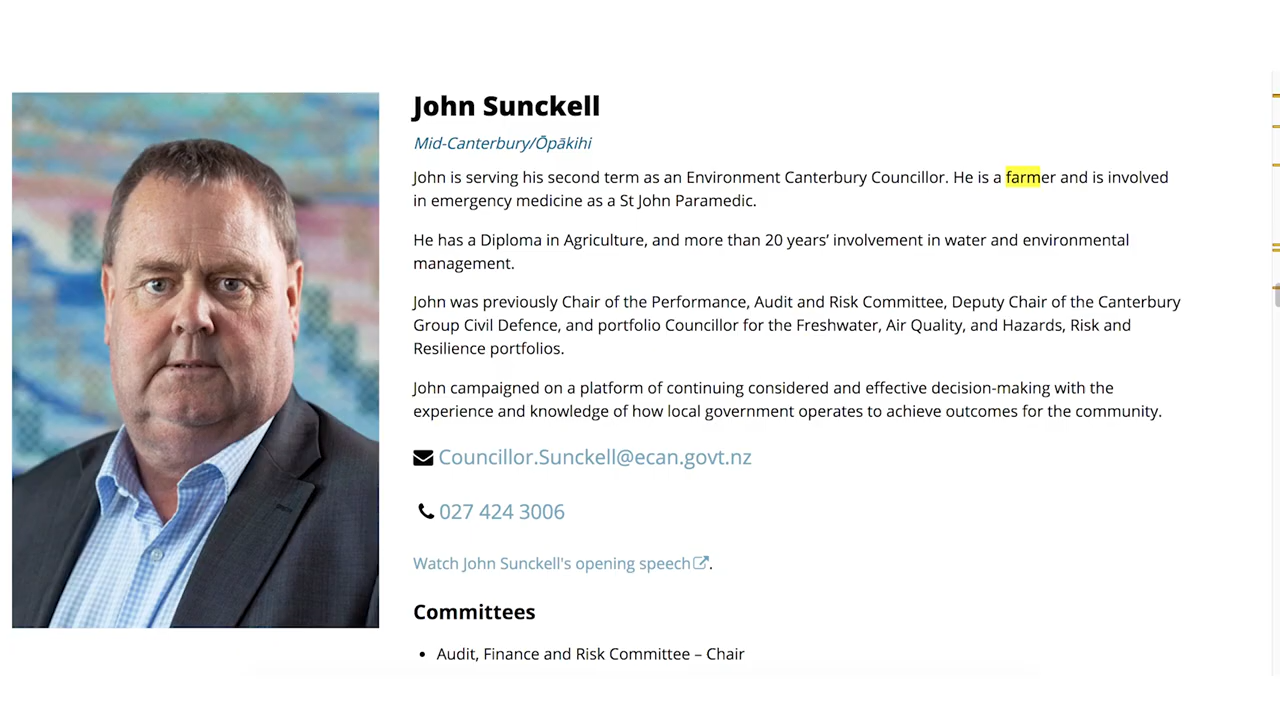 John Sunckell
Mid-Canterbury/Ōpākihi
John is serving his second term as an Environment Canterbury Councillor. He is a farmer and is involved
in emergency medicine as a St John Paramedic.
He has a Diploma in Agriculture, and more than 20 years’ involvement in water and environmental
management.
John was previously Chair of the Performance, Audit and Risk Committee, Deputy Chair of the Canterbury
Group Civil Defence, and portfolio Councillor for the Freshwater, Air Quality, and Hazards, Risk and
Resilience portfolios.
John campaigned on a platform of continuing considered and effective decision-making with the
experience and knowledge of how local government operates to achieve outcomes for the community.
Councillor.Sunckell@ecan.govt.nz
027 424 3006
Watch John Sunckell's opening speech.
Committees
• Audit, Finance and Risk Committee – Chair